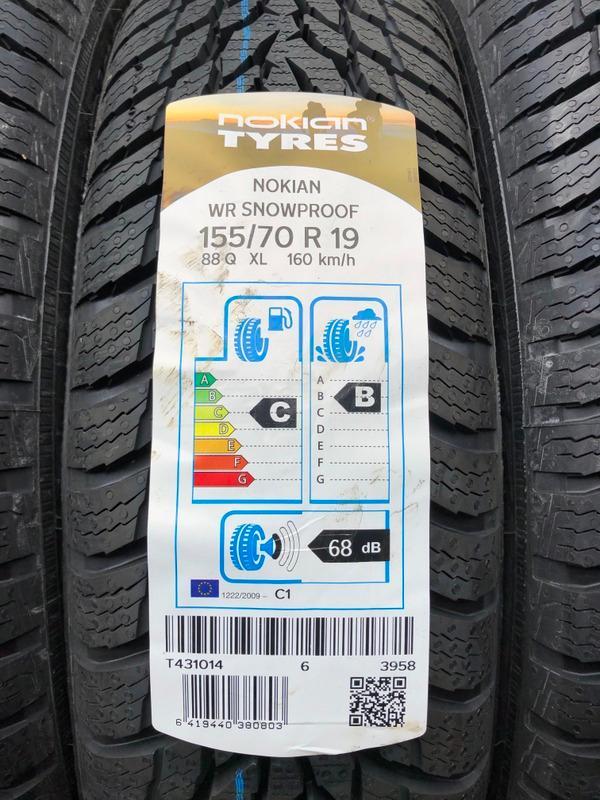 nokian®
TYRES
NOKIAN
WR SNOWPROOF
155/70 R 19
88 Q XL 160 km/h
A
B
C
D
E
F
G
C
A
B
C
D
E
F
G
B
68 dB
1222/2009 – C1
T431014 6 3958
6 419440 380803